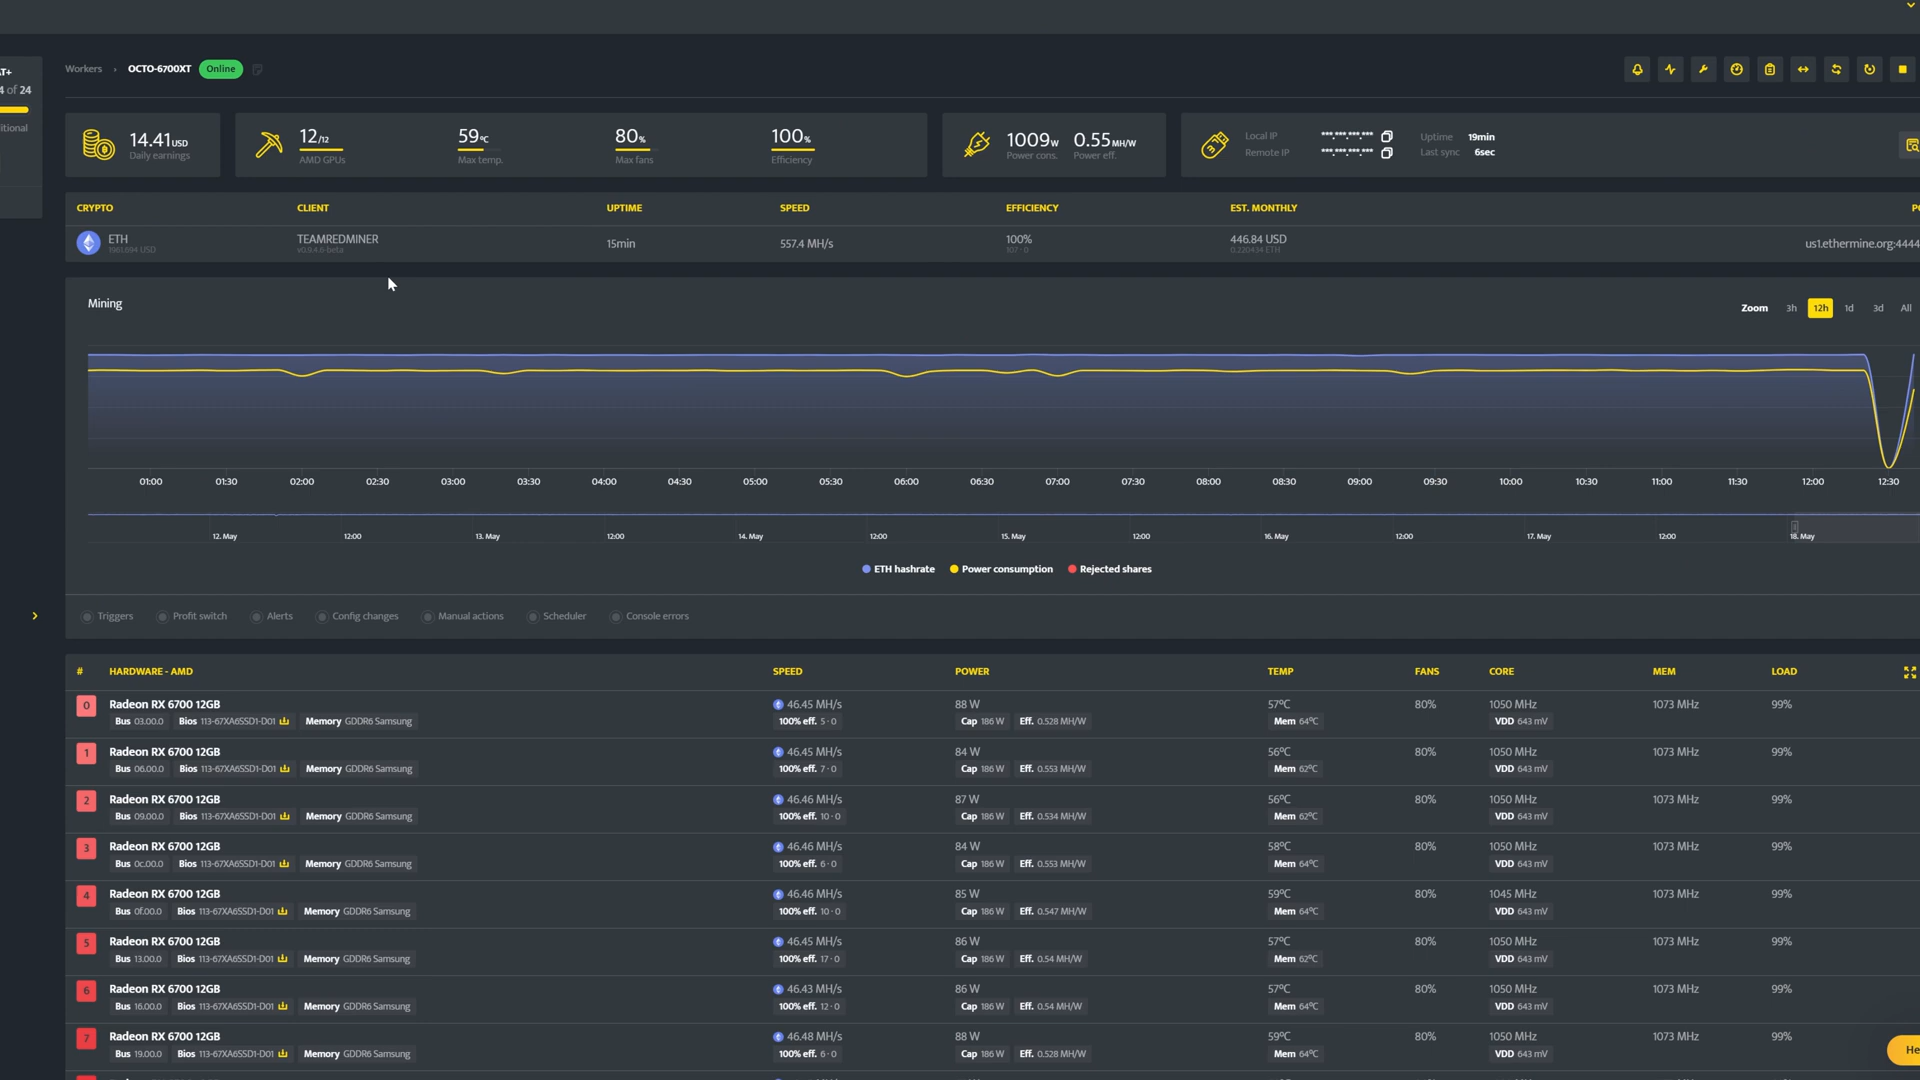 AT+
4 of 24
itional
Workers › OCTO-6700XT Online
14.41 USD
Daily earnings
12/12
AMD GPUs
59°C
Max temp.
80%
Max fans
100%
Efficiency
1009W
Power cons.
0.55MH/W
Power eff.
Local IP ***.***.***.***
Remote IP ***.***.***.***
Uptime 19min
Last sync 6sec
CRYPTO CLIENT UPTIME SPEED EFFICIENCY EST. MONTHLY PO
ETH TEAMREDMINER 15min 557.4 MH/s 100% 446.84 USD us1.ethermine.org:4444
1961.694 USD v0.9.4.6-beta 107 · 0 0.220434 ETH
Mining
Zoom 3h 12h 1d 3d All
01:00 01:30 02:00 02:30 03:00 03:30 04:00 04:30 05:00 05:30 06:00 06:30 07:00 07:30 08:00 08:30 09:00 09:30 10:00 10:30 11:00 11:30 12:00 12:30
12. May 12:00 13. May 12:00 14. May 12:00 15. May 12:00 16. May 12:00 17. May 12:00 18. May
ETH hashrate Power consumption Rejected shares
Triggers Profit switch Alerts Config changes Manual actions Scheduler Console errors
# HARDWARE - AMD SPEED POWER TEMP FANS CORE MEM LOAD
0 Radeon RX 6700 12GB 46.45 MH/s 88 W 57°C 80% 1050 MHz 1073 MHz 99%
Bus 03.00.0 Bios 113-67XA6SSD1-D01 Memory GDDR6 Samsung 100% eff. 5 · 0 Cap 186 W Eff. 0.528 MH/W Mem 64°C VDD 643 mV
1 Radeon RX 6700 12GB 46.45 MH/s 84 W 56°C 80% 1050 MHz 1073 MHz 99%
Bus 06.00.0 Bios 113-67XA6SSD1-D01 Memory GDDR6 Samsung 100% eff. 7 · 0 Cap 186 W Eff. 0.553 MH/W Mem 62°C VDD 643 mV
2 Radeon RX 6700 12GB 46.46 MH/s 87 W 56°C 80% 1050 MHz 1073 MHz 99%
Bus 09.00.0 Bios 113-67XA6SSD1-D01 Memory GDDR6 Samsung 100% eff. 10 · 0 Cap 186 W Eff. 0.534 MH/W Mem 62°C VDD 643 mV
3 Radeon RX 6700 12GB 46.46 MH/s 84 W 58°C 80% 1050 MHz 1073 MHz 99%
Bus 0c.00.0 Bios 113-67XA6SSD1-D01 Memory GDDR6 Samsung 100% eff. 6 · 0 Cap 186 W Eff. 0.553 MH/W Mem 64°C VDD 643 mV
4 Radeon RX 6700 12GB 46.46 MH/s 85 W 59°C 80% 1045 MHz 1073 MHz 99%
Bus 0f.00.0 Bios 113-67XA6SSD1-D01 Memory GDDR6 Samsung 100% eff. 10 · 0 Cap 186 W Eff. 0.547 MH/W Mem 64°C VDD 643 mV
5 Radeon RX 6700 12GB 46.45 MH/s 86 W 57°C 80% 1050 MHz 1073 MHz 99%
Bus 13.00.0 Bios 113-67XA6SSD1-D01 Memory GDDR6 Samsung 100% eff. 17 · 0 Cap 186 W Eff. 0.54 MH/W Mem 62°C VDD 643 mV
6 Radeon RX 6700 12GB 46.43 MH/s 86 W 57°C 80% 1050 MHz 1073 MHz 99%
Bus 16.00.0 Bios 113-67XA6SSD1-D01 Memory GDDR6 Samsung 100% eff. 12 · 0 Cap 186 W Eff. 0.54 MH/W Mem 64°C VDD 643 mV
7 Radeon RX 6700 12GB 46.48 MH/s 88 W 59°C 80% 1050 MHz 1073 MHz 99%
Bus 19.00.0 Bios 113-67XA6SSD1-D01 Memory GDDR6 Samsung 100% eff. 6 · 0 Cap 186 W Eff. 0.528 MH/W Mem 64°C VDD 643 mV
He